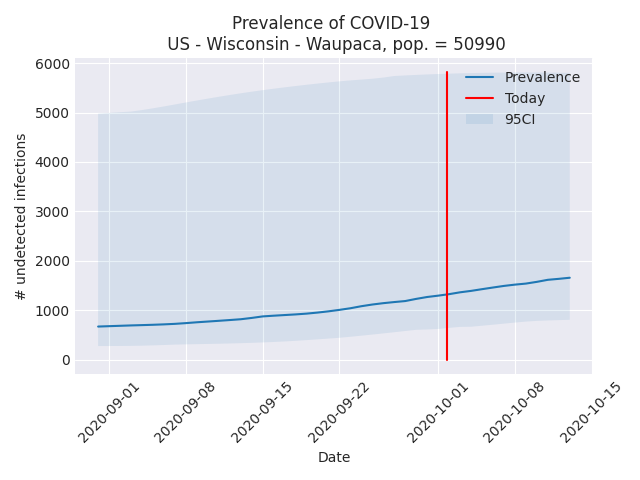 Prevalence of COVID-19
US - Wisconsin - Waupaca, pop. = 50990
6000
5000
4000
3000
2000
1000
0
# undetected infections
Prevalence
Today
95CI
2020-09-01
2020-09-08
2020-09-15
2020-09-22
2020-10-01
2020-10-08
2020-10-15
Date